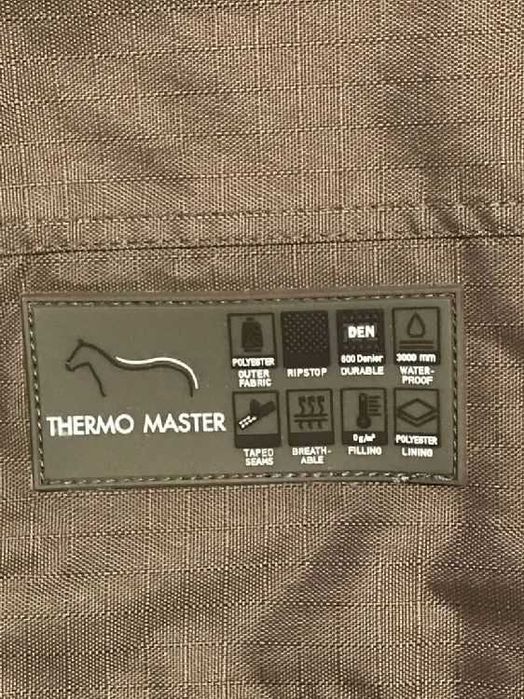 THERMO MASTER
POLYESTER
OUTER
FABRIC
RIPSTOP
DEN
600 Denier
DURABLE
3000 mm
WATER-
PROOF
TAPED
SEAMS
BREATH-
ABLE
0 g/m²
FILLING
POLYESTER
LINING